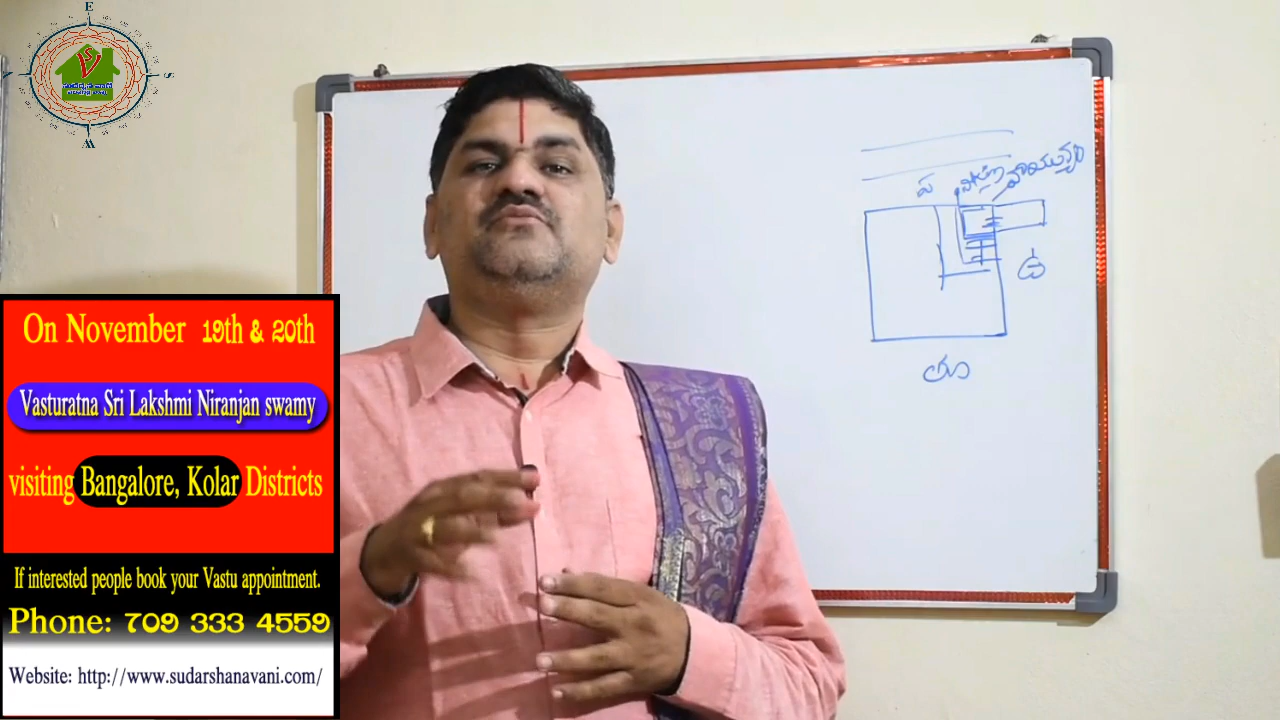 E
S
W
On November 19th & 20th
Vasturatna Sri Lakshmi Niranjan swamy
visiting Bangalore, Kolar Districts
If interested people book your Vastu appointment.
Phone: 709 333 4559
Website: http://www.sudarshanavani.com/
ప
వాయువ్యం
ఉ
తూ